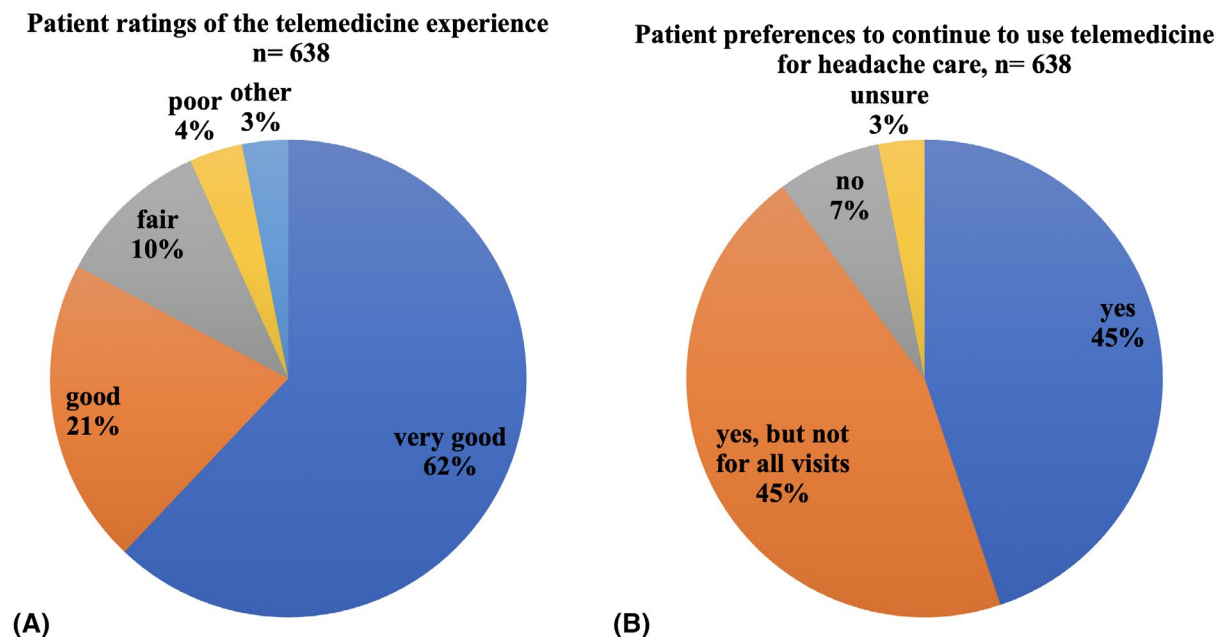 Patient ratings of the telemedicine experience
n= 638
poor
4%
other
3%
fair
10%
good
21%
very good
62%
(A)
Patient preferences to continue to use telemedicine
for headache care, n= 638
unsure
3%
no
7%
yes
45%
yes, but not
for all visits
45%
(B)